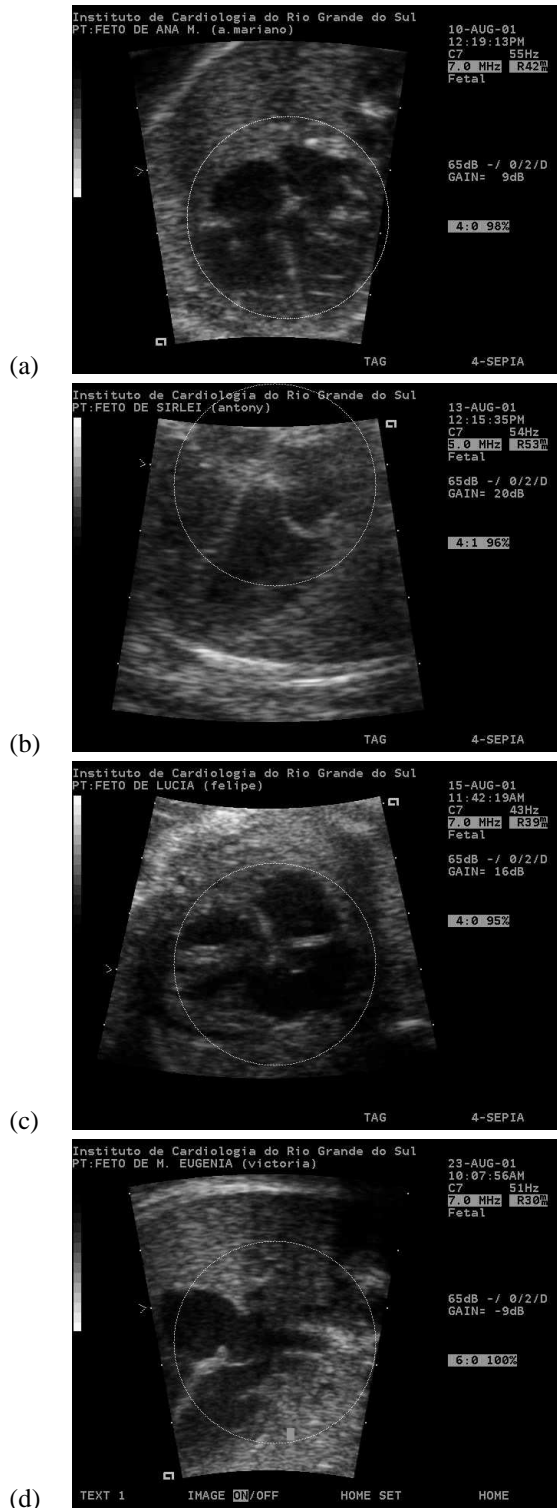 Instituto de Cardiologia do Rio Grande do Sul
PT:FETO DE ANA M. (a.mariano)
10-AUG-01
12:19:13PM
C7 55Hz
7.0 MHz R42mm
Fetal
65dB -/ 0/2/D
GAIN= 9dB
4:0 98%
TAG 4-SEPIA
(a)
Instituto de Cardiologia do Rio Grande do Sul
PT:FETO DE SIRLEI (antony)
13-AUG-01
12:15:35PM
C7 54Hz
5.0 MHz R53mm
Fetal
65dB -/ 0/2/D
GAIN= 20dB
4:1 96%
TAG 4-SEPIA
(b)
Instituto de Cardiologia do Rio Grande do Sul
PT:FETO DE LUCIA (felipe)
15-AUG-01
11:42:19AM
C7 43Hz
7.0 MHz R39mm
Fetal
65dB -/ 0/2/D
GAIN= 16dB
4:0 95%
TAG 4-SEPIA
(c)
Instituto de Cardiologia do Rio Grande do Sul
PT:FETO DE M. EUGENIA (victoria)
23-AUG-01
10:07:56AM
C7 51Hz
7.0 MHz R30mm
Fetal
65dB -/ 0/2/D
GAIN= -9dB
6:0 100%
TEXT 1 IMAGE ON/OFF HOME SET HOME
(d)